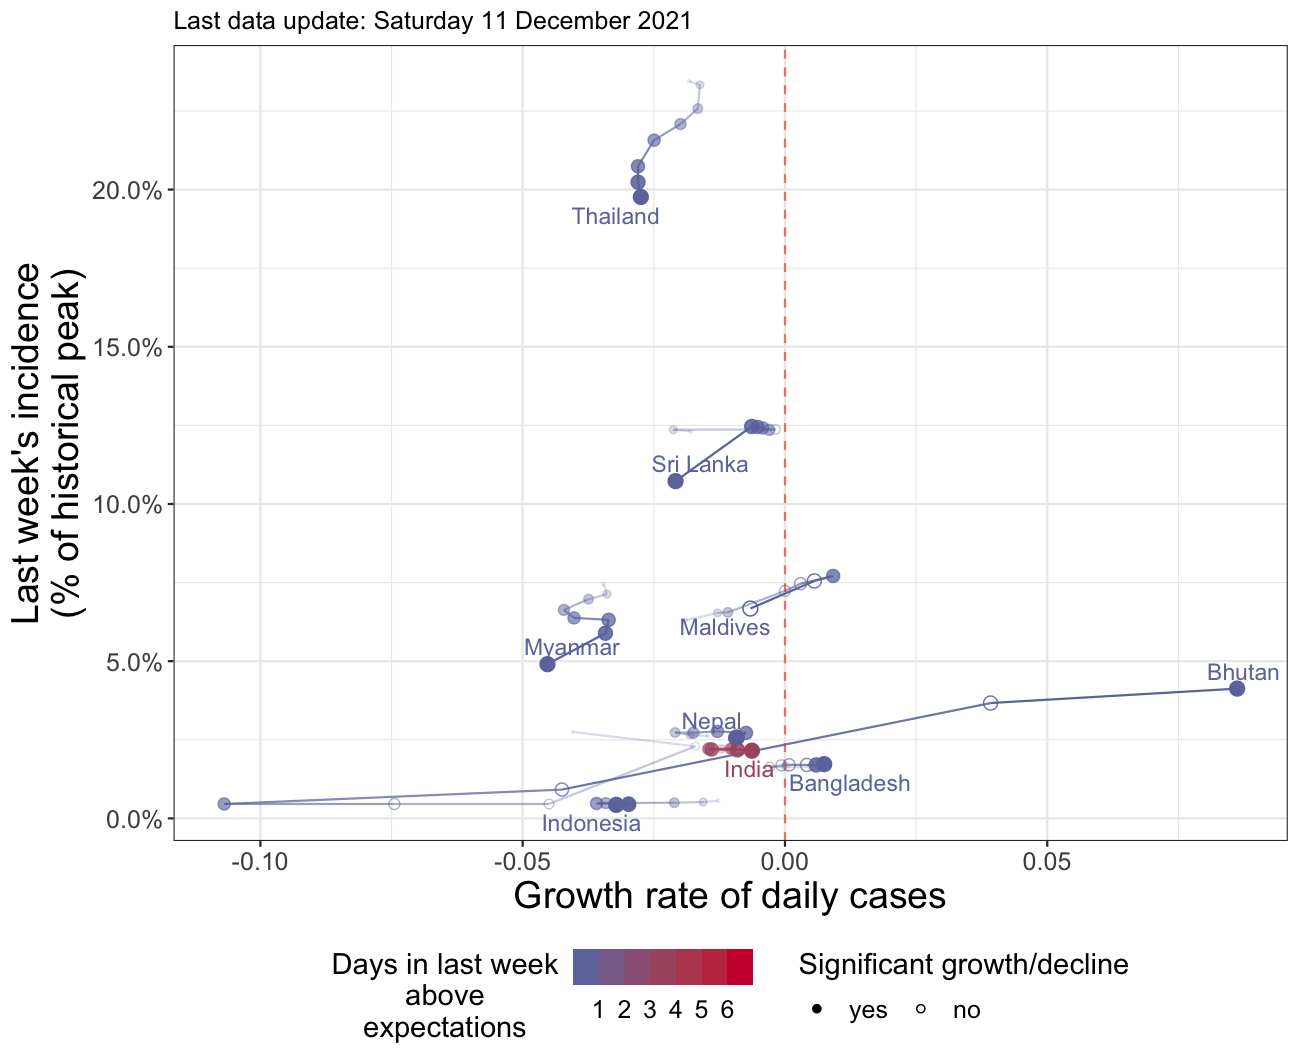 Last data update: Saturday 11 December 2021
Last week's incidence
(% of historical peak)
20.0%
15.0%
10.0%
5.0%
0.0%
Thailand
Sri Lanka
Maldives
Myanmar
Bhutan
Nepal
India
Bangladesh
Indonesia
-0.10
-0.05
0.00
0.05
Growth rate of daily cases
Days in last week
above
expectations
1 2 3 4 5 6
Significant growth/decline
yes
no